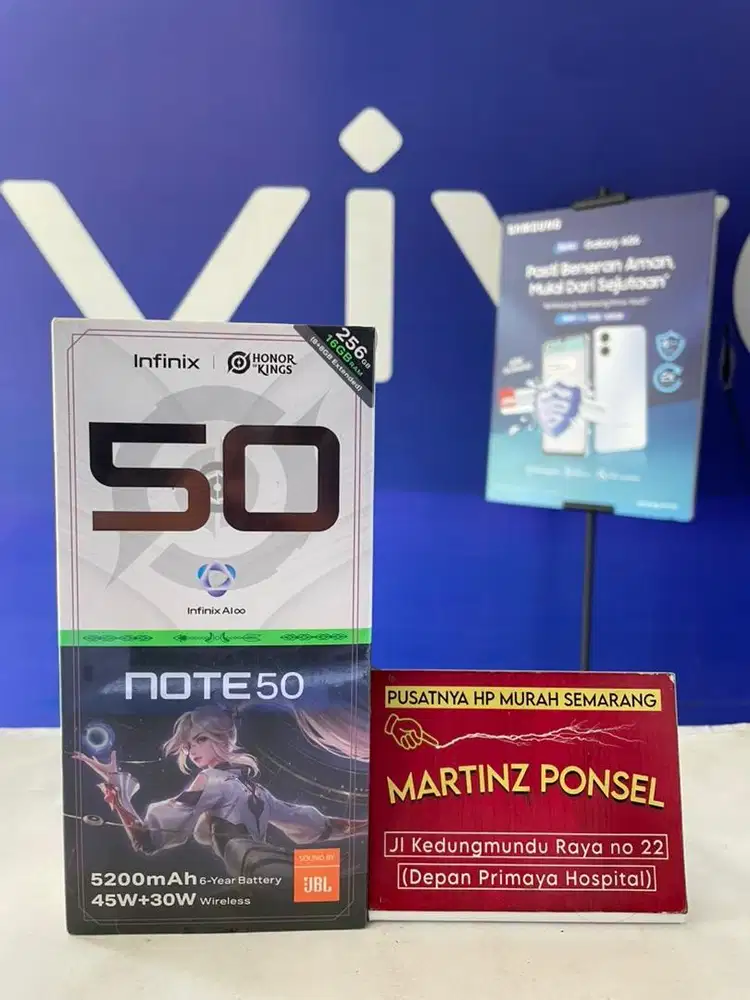 vivo
SAMSUNG
Galaxy A06
Pasti Beneran Aman,
Mulai Dari Sejutaan*
Infinix | HONOR OF KINGS
256GB
16GB RAM
(8+8GB Extended)
50
Infinix AI∞
NOTE 50
5200mAh 6-Year Battery
45W+30W Wireless
SOUND BY
JBL
PUSATNYA HP MURAH SEMARANG
MARTINZ PONSEL
Jl Kedungmundu Raya no 22
(Depan Primaya Hospital)